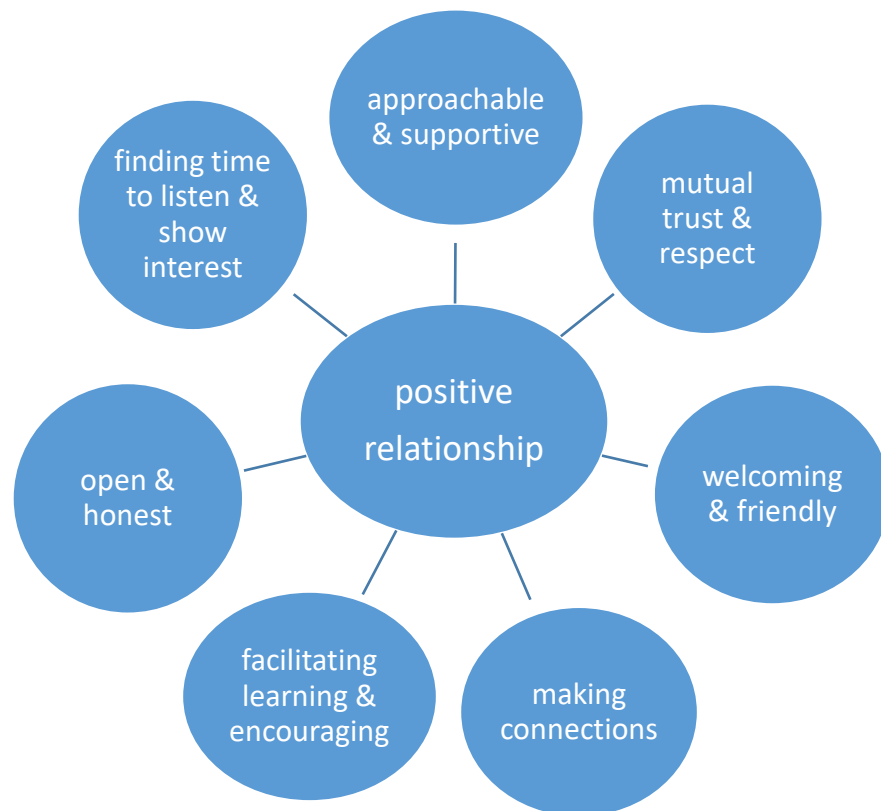 approachable
& supportive
mutual
trust &
respect
welcoming
& friendly
making
connections
facilitating
learning &
encouraging
open &
honest
finding time
to listen &
show
interest
positive
relationship